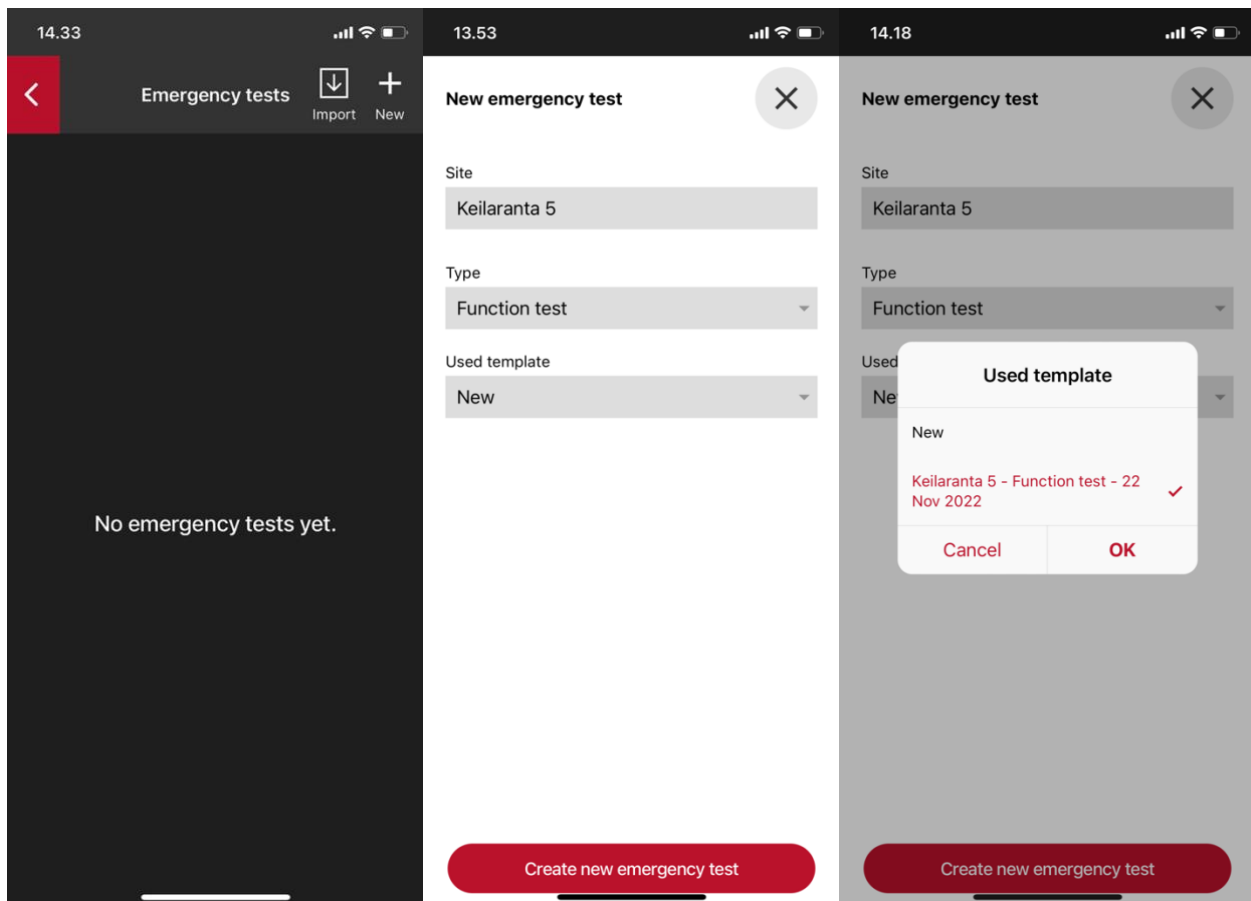 14.33
Emergency tests
Import
New
No emergency tests yet.
13.53
New emergency test
Site
Keilaranta 5
Type
Function test
Used template
New
Create new emergency test
14.18
New emergency test
Site
Keilaranta 5
Type
Function test
Used
Ne
Used template
New
Keilaranta 5 - Function test - 22
Nov 2022
Cancel
OK
Create new emergency test